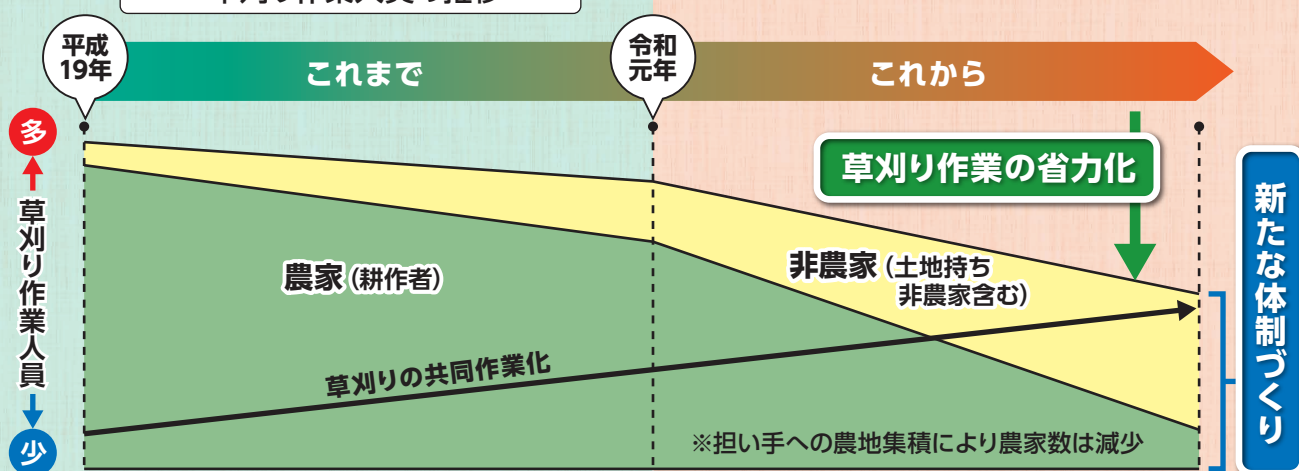 平成
19年
これまで
令和
元年
これから
多
草刈り作業人員
少
草刈り作業の省力化
新たな体制づくり
農家(耕作者)
非農家(土地持ち
非農家含む)
草刈りの共同作業化
※担い手への農地集積により農家数は減少